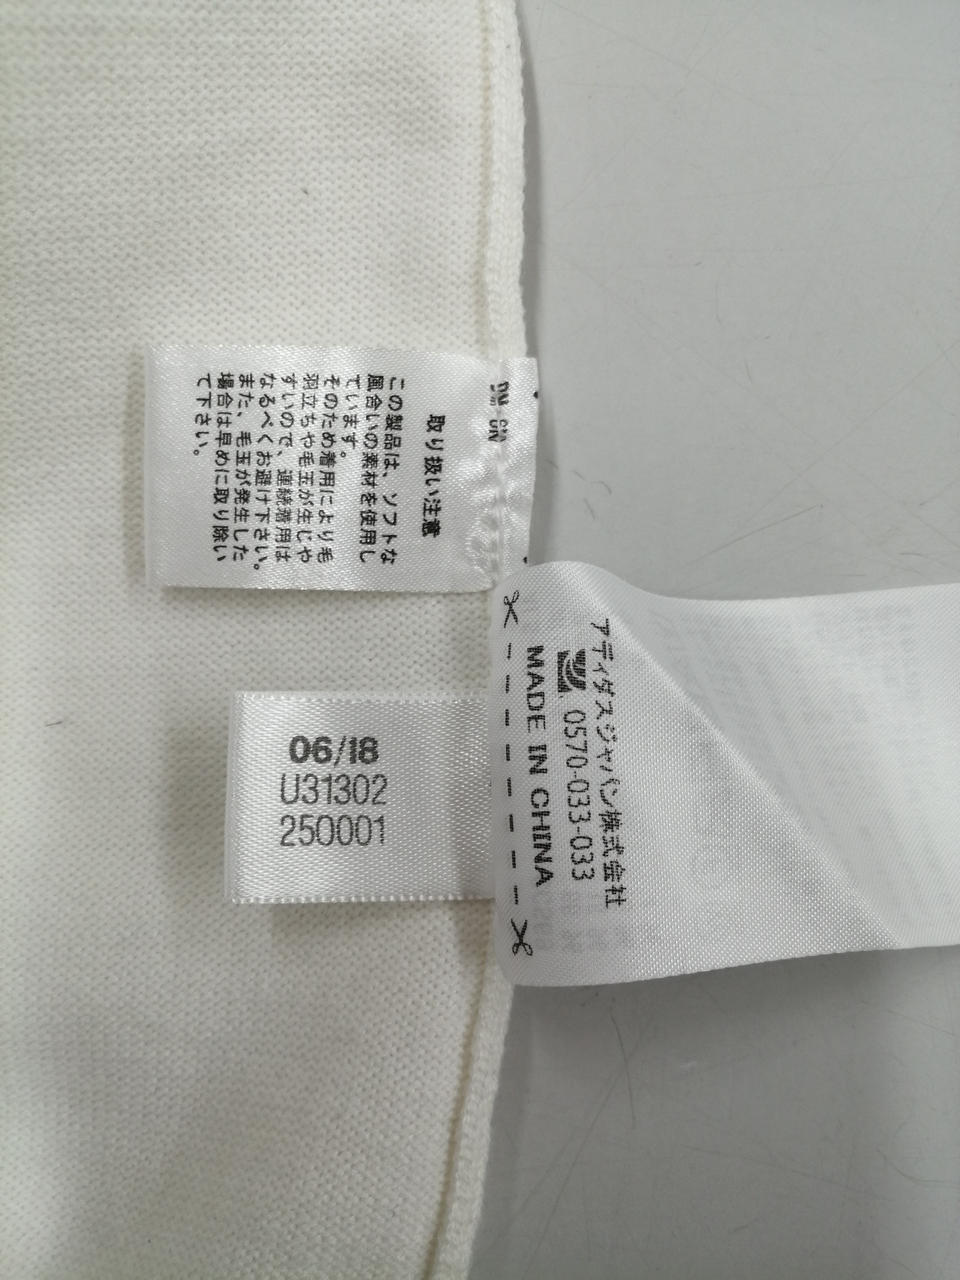 取り扱い注意
この製品は、ソフトな
風合いの素材を使用し
ています。
そのため着用により毛
羽立ちや毛玉が生じや
すいので、連続着用は
なるべくお避け下さい。
また、毛玉が発生した
場合は早めに取り除い
て下さい。
06/18
U31302
250001
アディダスジャパン株式会社
0570-033-033
MADE IN CHINA